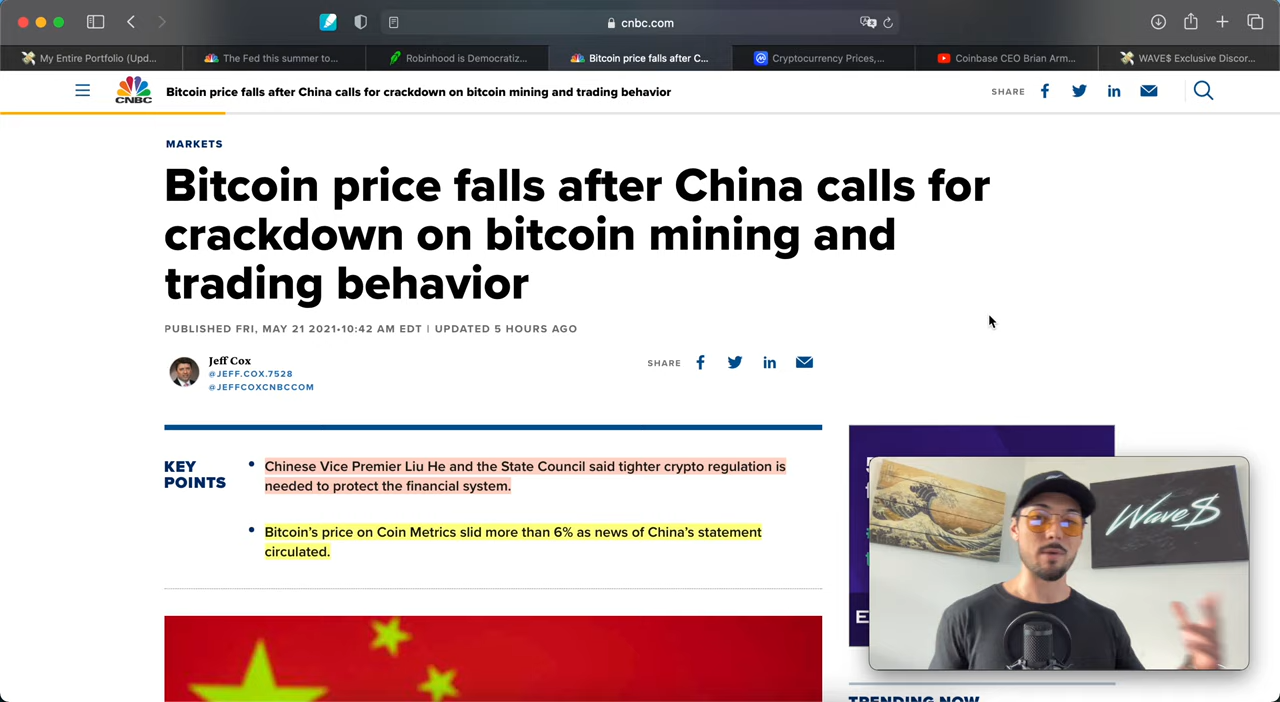 cnbc.com
My Entire Portfolio (Upd...
The Fed this summer to...
Robinhood is Democratiz...
Bitcoin price falls after C...
Cryptocurrency Prices,...
Coinbase CEO Brian Arm...
WAVE$ Exclusive Discor...
CNBC
Bitcoin price falls after China calls for crackdown on bitcoin mining and trading behavior
SHARE
MARKETS
Bitcoin price falls after China calls for
crackdown on bitcoin mining and
trading behavior
PUBLISHED FRI, MAY 21 2021•10:42 AM EDT | UPDATED 5 HOURS AGO
Jeff Cox
@JEFF.COX.7528
@JEFFCOXCNBCCOM
SHARE
KEY
POINTS
• Chinese Vice Premier Liu He and the State Council said tighter crypto regulation is
needed to protect the financial system.
• Bitcoin's price on Coin Metrics slid more than 6% as news of China's statement
circulated.
Wave$
TRENDING NOW